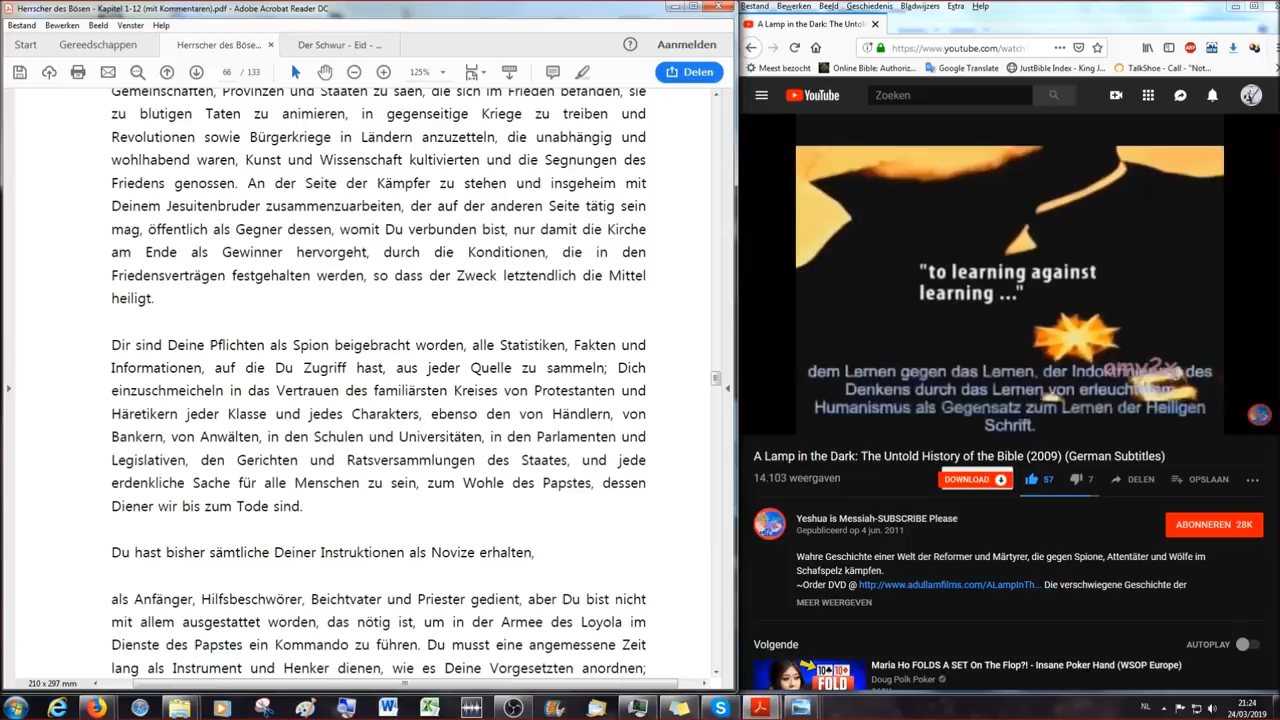 Herrscher des Bösen - Kapitel 1-12 (mit Kommentaren).pdf - Adobe Acrobat Reader DC
Bestand Bewerken Beeld Venster Help
Start Gereedschappen Herrscher des Böse... × Der Schwur - Eid - ... Aanmelden
66 / 133 125% Delen
Gemeinschaften, Provinzen und Staaten zu säen, die sich im Frieden befanden, sie
zu blutigen Taten zu animieren, in gegenseitige Kriege zu treiben und
Revolutionen sowie Bürgerkriege in Ländern anzuzetteln, die unabhängig und
wohlhabend waren, Kunst und Wissenschaft kultivierten und die Segnungen des
Friedens genossen. An der Seite der Kämpfer zu stehen und insgeheim mit
Deinem Jesuitenbruder zusammenzuarbeiten, der auf der anderen Seite tätig sein
mag, öffentlich als Gegner dessen, womit Du verbunden bist, nur damit die Kirche
am Ende als Gewinner hervorgeht, durch die Konditionen, die in den
Friedensverträgen festgehalten werden, so dass der Zweck letztendlich die Mittel
heiligt.
Dir sind Deine Pflichten als Spion beigebracht worden, alle Statistiken, Fakten und
Informationen, auf die Du Zugriff hast, aus jeder Quelle zu sammeln; Dich
einzuschmeicheln in das Vertrauen des familiärsten Kreises von Protestanten und
Häretikern jeder Klasse und jedes Charakters, ebenso den von Händlern, von
Bankern, von Anwälten, in den Schulen und Universitäten, in den Parlamenten und
Legislativen, den Gerichten und Ratsversammlungen des Staates, und jede
erdenkliche Sache für alle Menschen zu sein, zum Wohle des Papstes, dessen
Diener wir bis zum Tode sind.
Du hast bisher sämtliche Deiner Instruktionen als Novize erhalten,
als Anfänger, Hilfsbeschwörer, Beichtvater und Priester gedient, aber Du bist nicht
mit allem ausgestattet worden, das nötig ist, um in der Armee des Loyola im
Dienste des Papstes ein Kommando zu führen. Du musst eine angemessene Zeit
lang als Instrument und Henker dienen, wie es Deine Vorgesetzten anordnen;
210 x 297 mm
Bestand Bewerken Beeld Geschiedenis Bladwijzers Extra Help
A Lamp in the Dark: The Untol ×
https://www.youtube.com/watch
Meest bezocht Online Bible: Authoriz... Google Translate JustBible Index - King J... TalkShoe - Call - "Not...
YouTube Zoeken
"to learning against
learning ..."
dem Lernen gegen das Lernen, der
des
Denkens durch das Lernen von
Humanismus als Gegensatz zum Lernen der Heiligen
Schrift.
A Lamp in the Dark: The Untold History of the Bible (2009) (German Subtitles)
14.103 weergaven DOWNLOAD 57 7 DELEN OPSLAAN
Yeshua is Messiah-SUBSCRIBE Please
Gepubliceerd op 4 jun. 2011
ABONNEREN 28K
Wahre Geschichte einer Welt der Reformer und Märtyrer, die gegen Spione, Attentäter und Wölfe im
Schafspelz kämpfen.
~Order DVD @ http://www.adullamfilms.com/ALampInTh... Die verschwiegene Geschichte der
MEER WEERGEVEN
Volgende AUTOPLAY
Maria Ho FOLDS A SET On The Flop?! - Insane Poker Hand (WSOP Europe)
Doug Polk Poker
FOLD
NL 21:24
24/03/2019